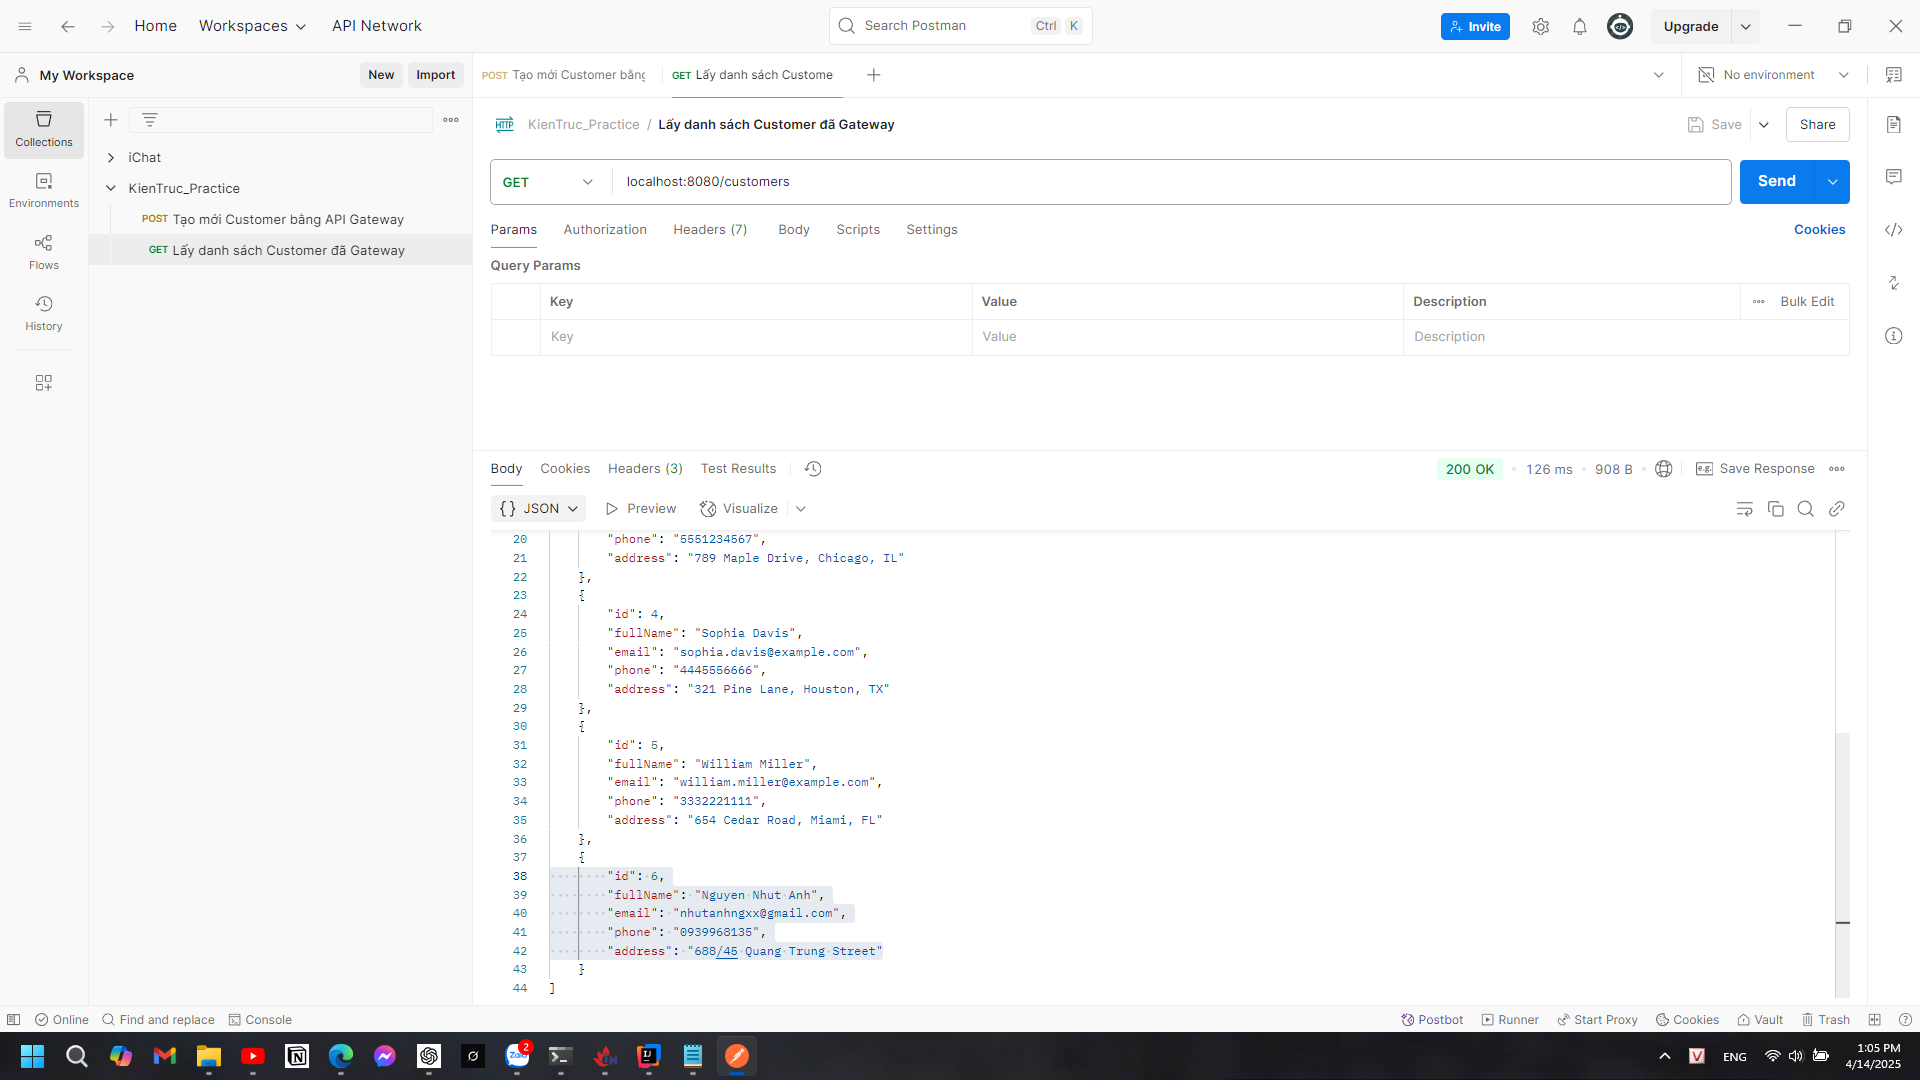 Home
Workspaces
API Network
Search Postman
Ctrl
K
Invite
Upgrade
My Workspace
New
Import
POST Tạo mới Customer bằng
GET Lấy danh sách Custome
No environment
Collections
Environments
Flows
History
iChat
KienTruc_Practice
POST Tạo mới Customer bằng API Gateway
GET Lấy danh sách Customer đã Gateway
HTTP
KienTruc_Practice / Lấy danh sách Customer đã Gateway
Save
Share
GET
localhost:8080/customers
Send
Params
Authorization
Headers (7)
Body
Scripts
Settings
Cookies
Query Params
Key
Value
Description
Bulk Edit
Key
Value
Description
Body
Cookies
Headers (3)
Test Results
200 OK
126 ms
908 B
e.g.
Save Response
{} JSON
Preview
Visualize
20 "phone": "5551234567",
21 "address": "789 Maple Drive, Chicago, IL"
22 },
23 {
24 "id": 4,
25 "fullName": "Sophia Davis",
26 "email": "sophia.davis@example.com",
27 "phone": "4445556666",
28 "address": "321 Pine Lane, Houston, TX"
29 },
30 {
31 "id": 5,
32 "fullName": "William Miller",
33 "email": "william.miller@example.com",
34 "phone": "3332221111",
35 "address": "654 Cedar Road, Miami, FL"
36 },
37 {
38 "id": 6,
39 "fullName": "Nguyen Nhut Anh",
40 "email": "nhutanhngxx@gmail.com",
41 "phone": "0939968135",
42 "address": "688/45 Quang Trung Street"
43 }
44 ]
Online
Find and replace
Console
Postbot
Runner
Start Proxy
Cookies
Vault
Trash
Zalo
2
V
ENG
1:05 PM
4/14/2025